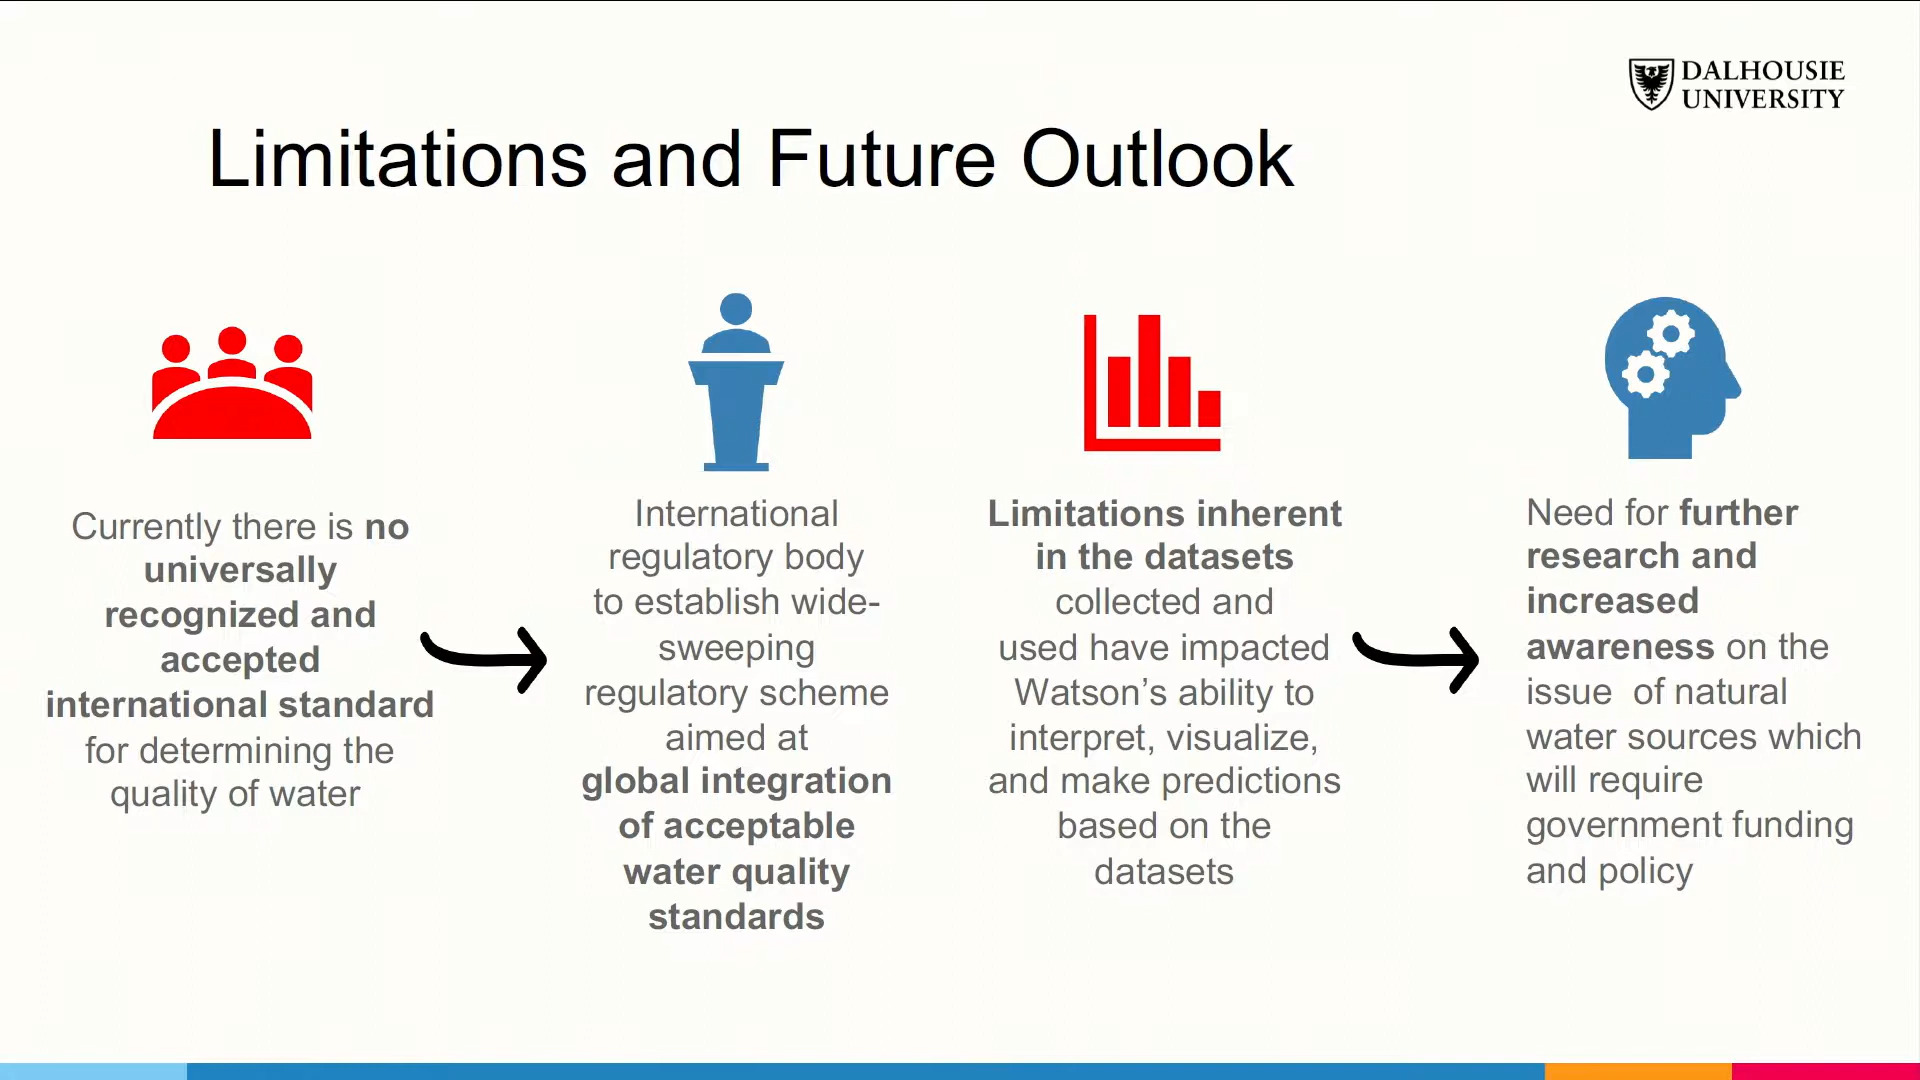 DALHOUSIE
UNIVERSITY
Limitations and Future Outlook
Currently there is no
universally
recognized and
accepted
international standard
for determining the
quality of water
International
regulatory body
to establish wide-
sweeping
regulatory scheme
aimed at
global integration
of acceptable
water quality
standards
Limitations inherent
in the datasets
collected and
used have impacted
Watson’s ability to
interpret, visualize,
and make predictions
based on the
datasets
Need for further
research and
increased
awareness on the
issue  of natural
water sources which
will require
government funding
and policy